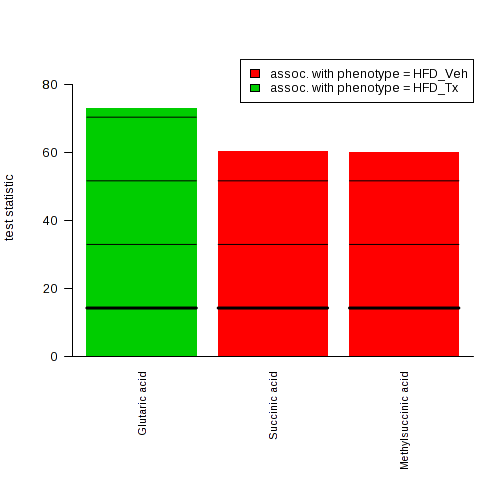 assoc. with phenotype = HFD_Veh
assoc. with phenotype = HFD_Tx
test statistic
80
60
40
20
0
Glutaric acid
Succinic acid
Methylsuccinic acid